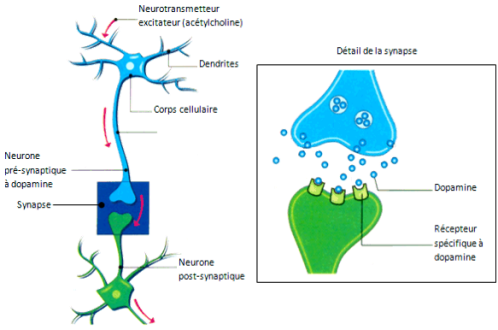 Neurotransmetteur
excitateur (acétylcholine)
Dendrites
Corps cellulaire
Neurone
pré-synaptique
à dopamine
Synapse
Neurone
post-synaptique
Détail de la synapse
Dopamine
Récepteur
spécifique à
dopamine